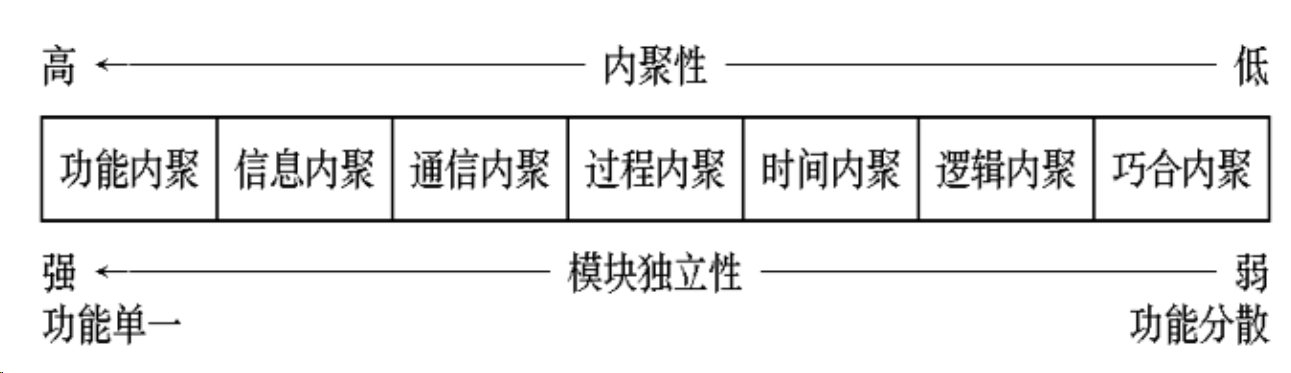 高 内聚性 低
功能内聚 信息内聚 通信内聚 过程内聚 时间内聚 逻辑内聚 巧合内聚
强 模块独立性 弱
功能单一 功能分散